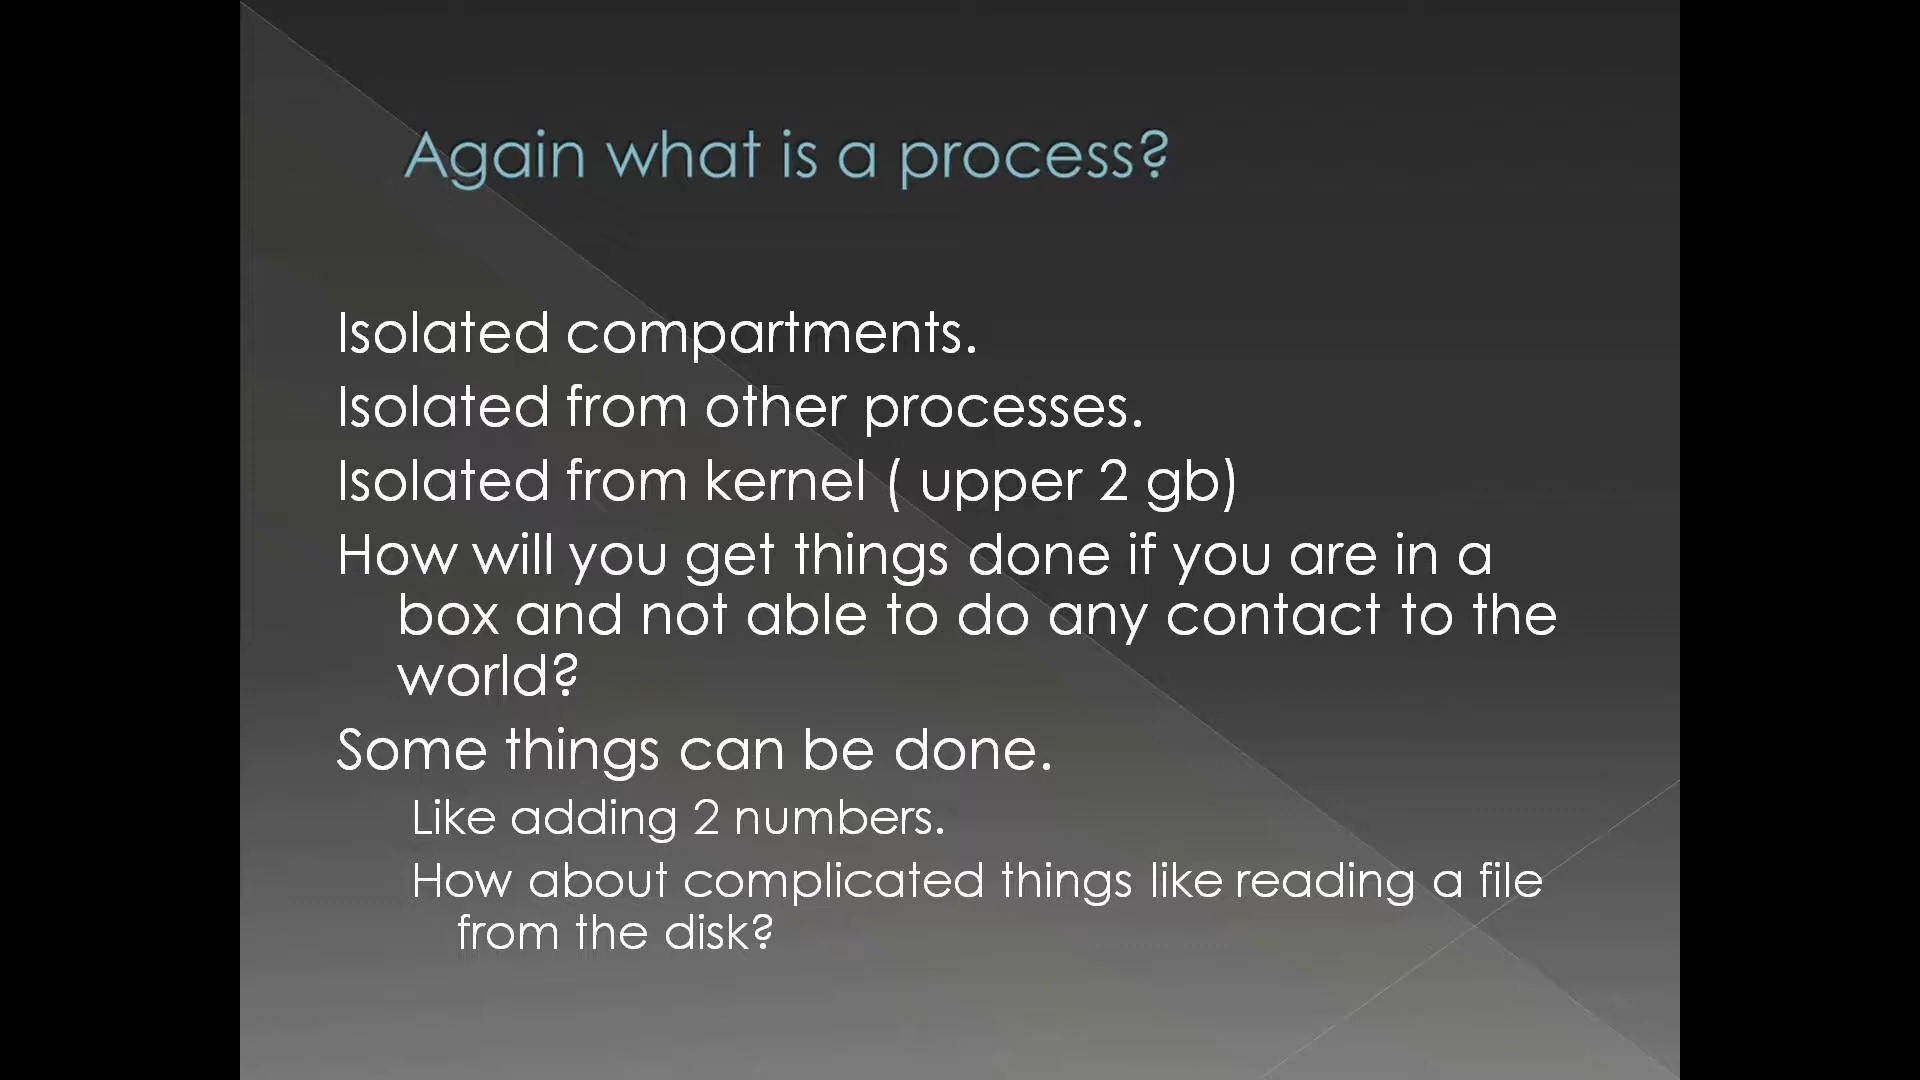 Again what is a process?
Isolated compartments.
Isolated from other processes.
Isolated from kernel ( upper 2 gb)
How will you get things done if you are in a
box and not able to do any contact to the
world?
Some things can be done.
Like adding 2 numbers.
How about complicated things like reading a file
from the disk?